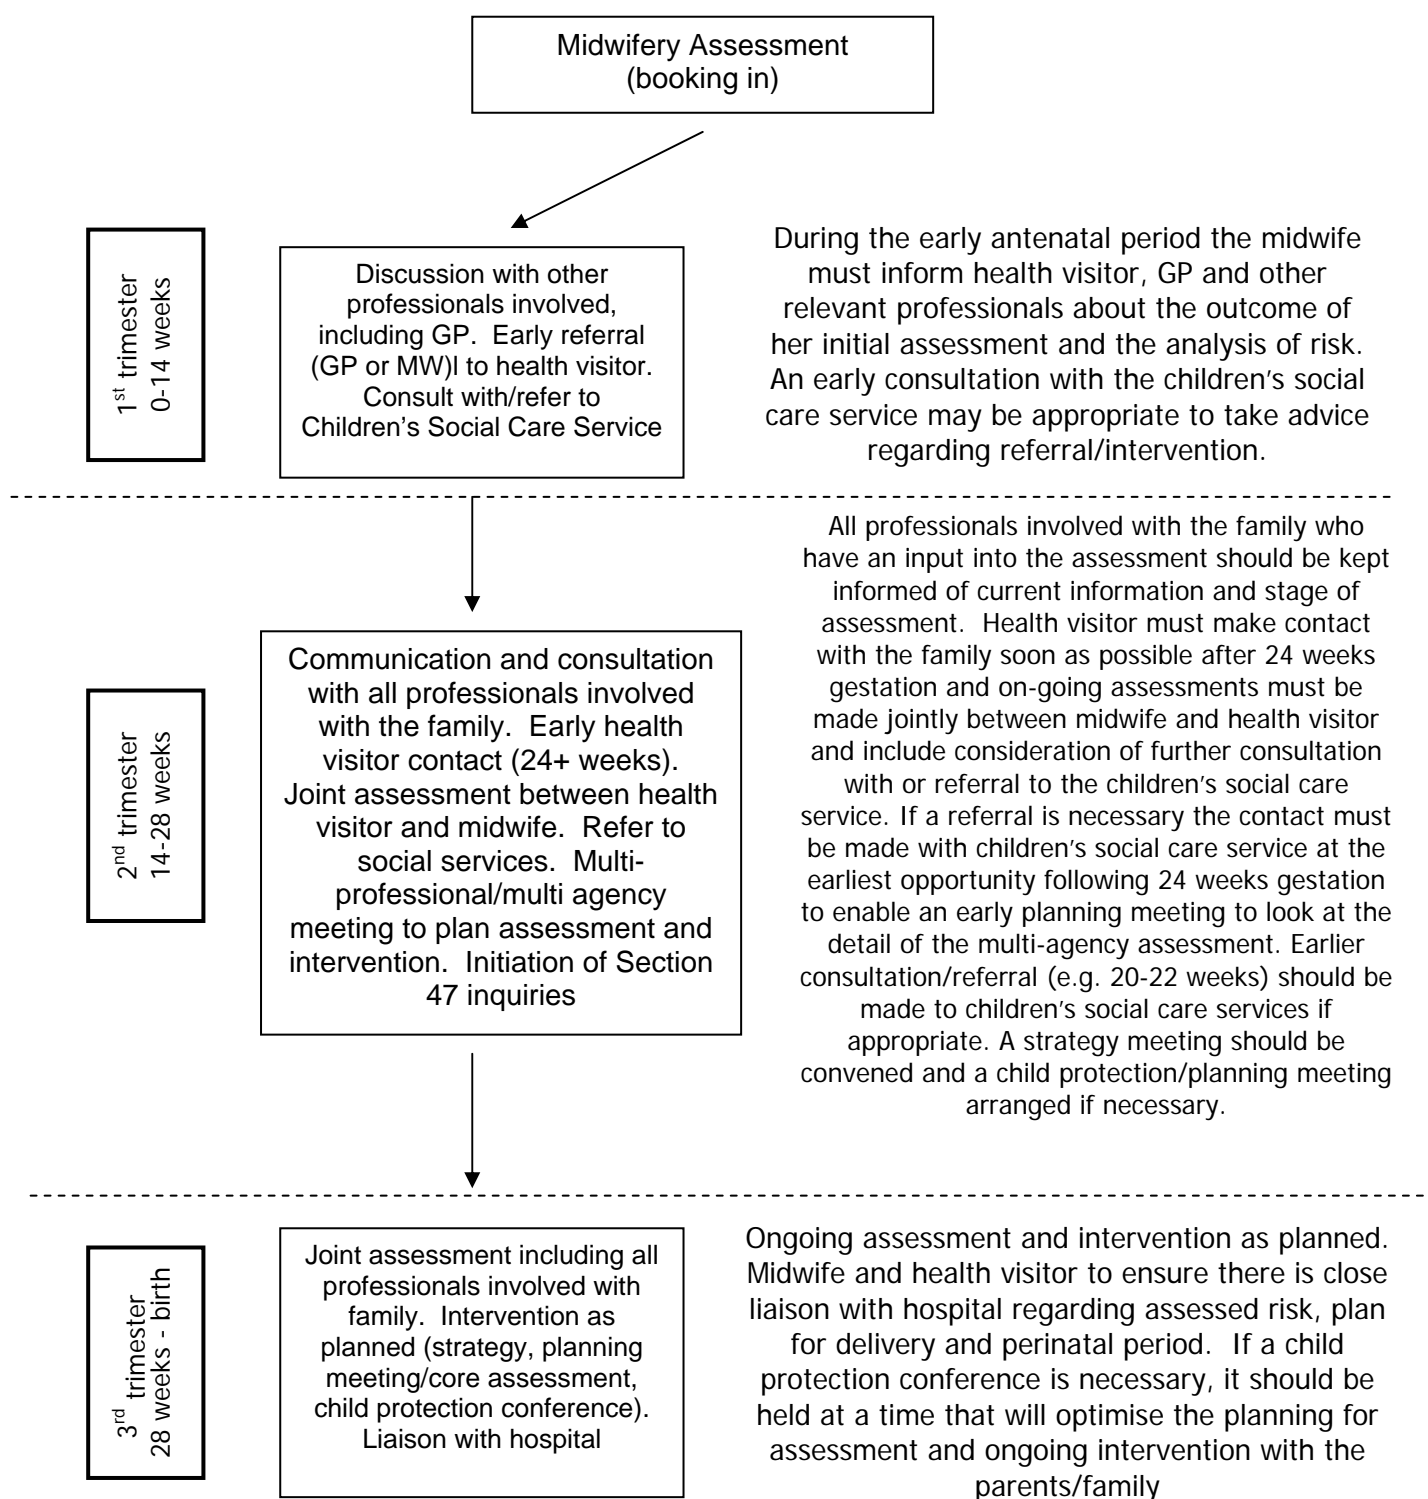 Midwifery Assessment
(booking in)
1st trimester
0-14 weeks
Discussion with other
professionals involved,
including GP.  Early referral
(GP or MW)l to health visitor.
Consult with/refer to
Children's Social Care Service
During the early antenatal period the midwife
must inform health visitor, GP and other
relevant professionals about the outcome of
her initial assessment and the analysis of risk.
An early consultation with the children's social
care service may be appropriate to take advice
regarding referral/intervention.
2nd trimester
14-28 weeks
Communication and consultation
with all professionals involved
with the family.  Early health
visitor contact (24+ weeks).
Joint assessment between health
visitor and midwife.  Refer to
social services.  Multi-
professional/multi agency
meeting to plan assessment and
intervention.  Initiation of Section
47 inquiries
All professionals involved with the family who
have an input into the assessment should be kept
informed of current information and stage of
assessment.  Health visitor must make contact
with the family soon as possible after 24 weeks
gestation and on-going assessments must be
made jointly between midwife and health visitor
and include consideration of further consultation
with or referral to the children's social care
service. If a referral is necessary the contact must
be made with children's social care service at the
earliest opportunity following 24 weeks gestation
to enable an early planning meeting to look at the
detail of the multi-agency assessment. Earlier
consultation/referral (e.g. 20-22 weeks) should be
made to children's social care services if
appropriate. A strategy meeting should be
convened and a child protection/planning meeting
arranged if necessary.
3rd trimester
28 weeks - birth
Joint assessment including all
professionals involved with
family.  Intervention as
planned (strategy, planning
meeting/core assessment,
child protection conference).
Liaison with hospital
Ongoing assessment and intervention as planned.
Midwife and health visitor to ensure there is close
liaison with hospital regarding assessed risk, plan
for delivery and perinatal period.  If a child
protection conference is necessary, it should be
held at a time that will optimise the planning for
assessment and ongoing intervention with the
parents/family